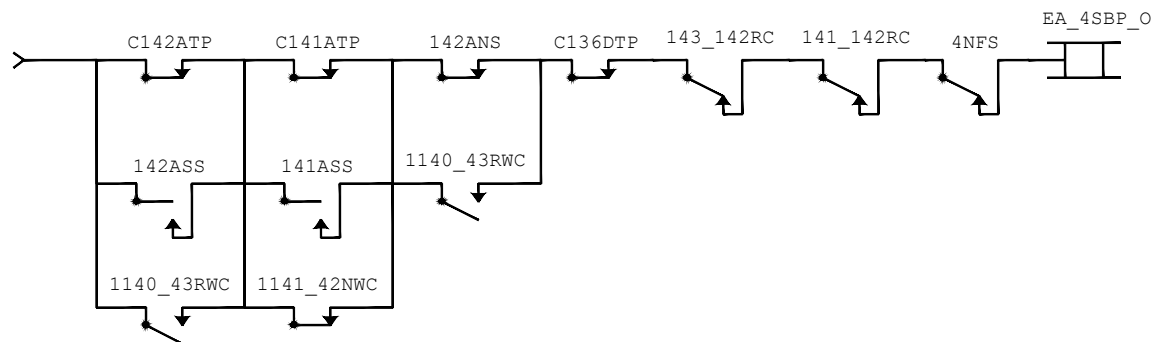 EA_4SBP_O
C142ATP C141ATP 142ANS C136DTP 143_142RC 141_142RC 4NFS
142ASS 141ASS 1140_43RWC
1140_43RWC 1141_42NWC